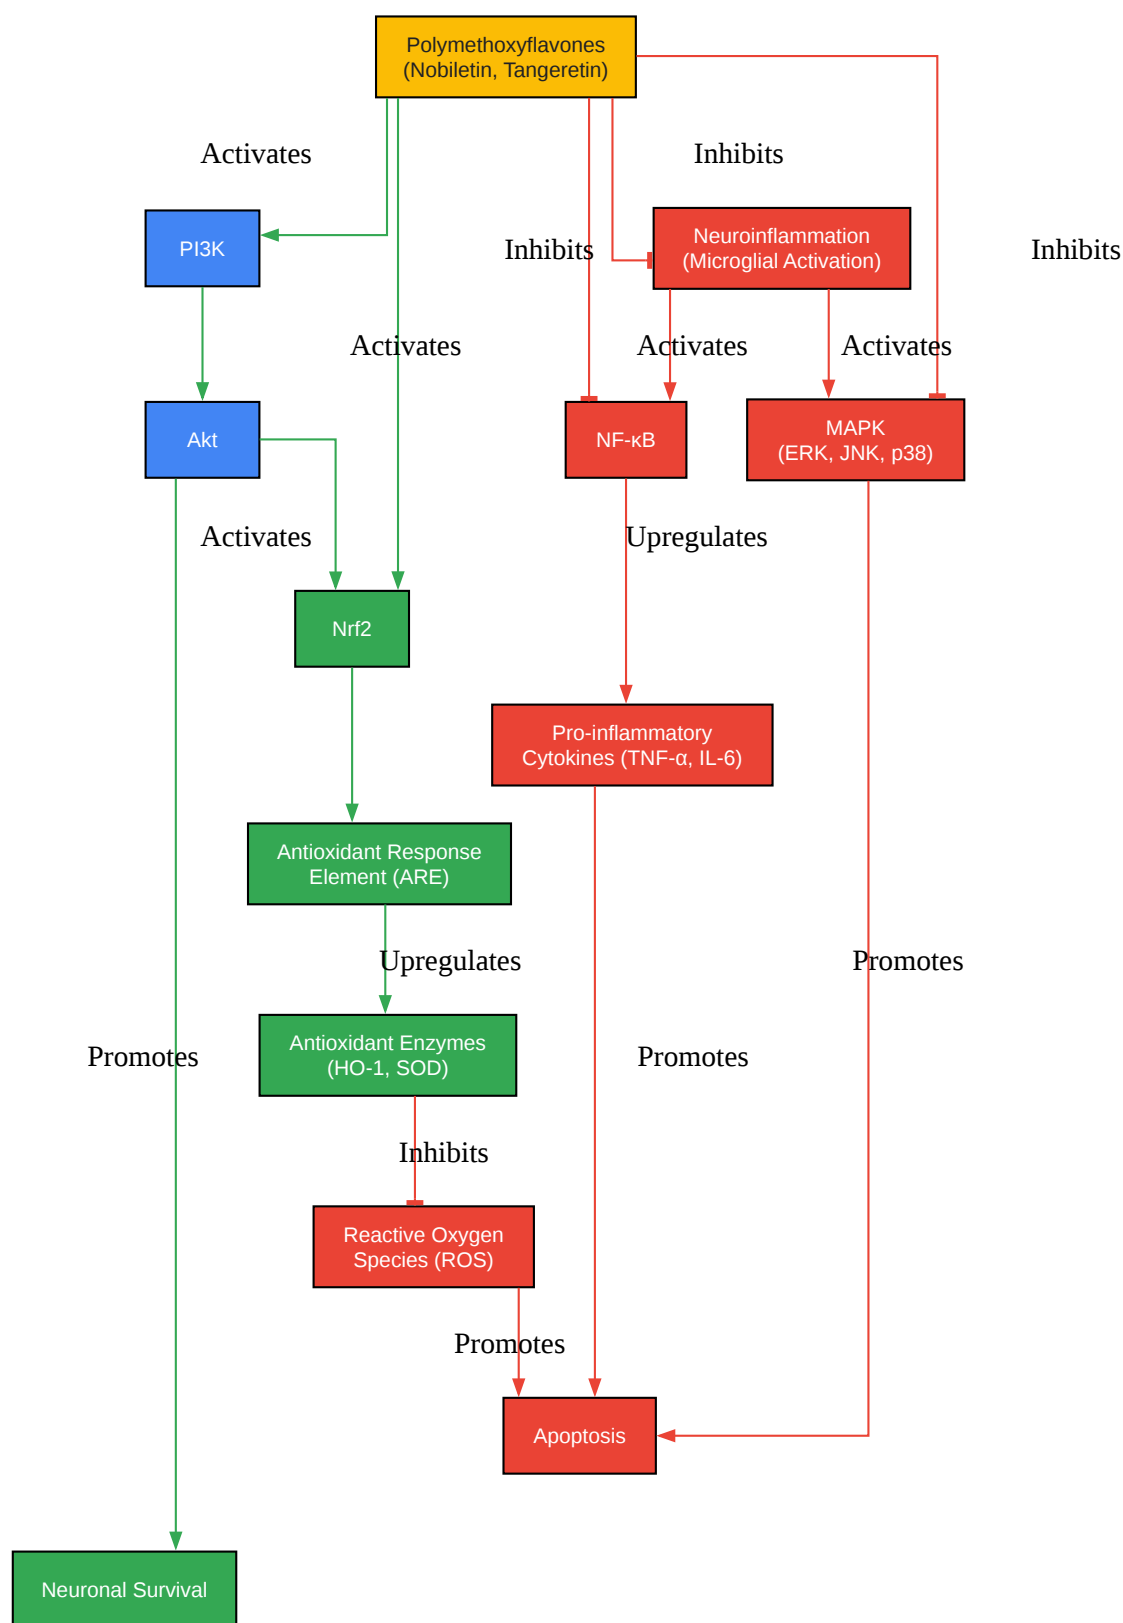 Polymethoxyflavones
(Nobiletin, Tangeretin)
Activates
Inhibits
PI3K
Inhibits
Neuroinflammation
(Microglial Activation)
Inhibits
Activates
Activates
Activates
Akt
NF-κB
MAPK
(ERK, JNK, p38)
Activates
Upregulates
Nrf2
Pro-inflammatory
Cytokines (TNF-α, IL-6)
Antioxidant Response
Element (ARE)
Upregulates
Promotes
Antioxidant Enzymes
(HO-1, SOD)
Promotes
Promotes
Inhibits
Reactive Oxygen
Species (ROS)
Promotes
Apoptosis
Neuronal Survival